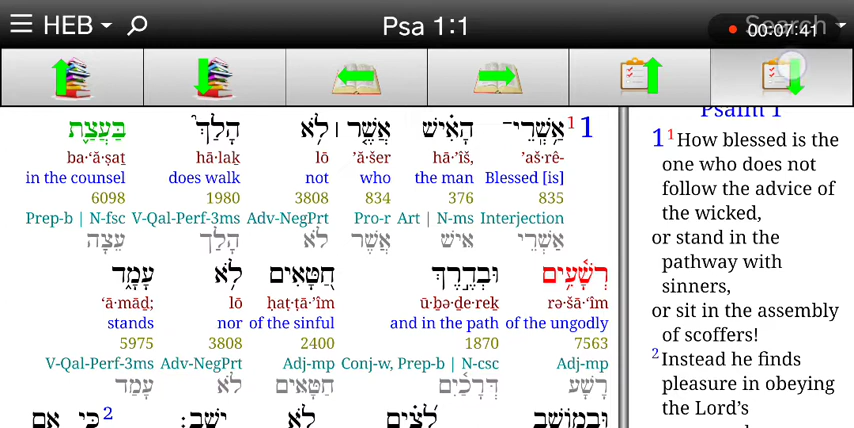 HEB Psa 1:1 Search
00:07:41
1 1 אַ֥שְֽׁרֵי־ הָאִ֗ישׁ אֲשֶׁ֤ר ׀ לֹ֥א הָלַךְ֮ בַּעֲצַ֪ת
ba·‘ă·ṣaṯ hā·laḵ lō ’ă·šer hā·’îš, ’aš·rê-
in the counsel does walk not who the man Blessed [is]
6098 1980 3808 834 376 835
Prep-b | N-fsc V-Qal-Perf-3ms Adv-NegPrt Pro-r Art | N-ms Interjection
אַשְׁרֵי אִישׁ אֲשֶׁר לֹא הָלַךְ עֵצָה
רְשָׁ֫עִ֥ים וּבְדֶ֣רֶךְ חַ֭טָּאִים לֹ֥א עָמָ֑ד
‘ā·māḏ; lō ḥaṭ·ṭā·’îm ū·ḇə·ḏe·reḵ rə·šā·‘îm
stands nor of the sinful and in the path of the ungodly
5975 3808 2400 1870 7563
V-Qal-Perf-3ms Adv-NegPrt Adj-mp Conj-w, Prep-b | N-csc Adj-mp
רָשָׁע דְּרָכַ֫יִם חַטָּאִים לֹא עָמַד
וּבְמוֹשַׁ֥ב לֵ֝צִ֗ים לֹ֣א יָשָֽׁב׃ 2 כִּ֤י אִ֥ם
Psalm 1
1 1 How blessed is the
one who does not
follow the advice of
the wicked,
or stand in the
pathway with
sinners,
or sit in the assembly
of scoffers!
2 Instead he finds
pleasure in obeying
the Lord’s